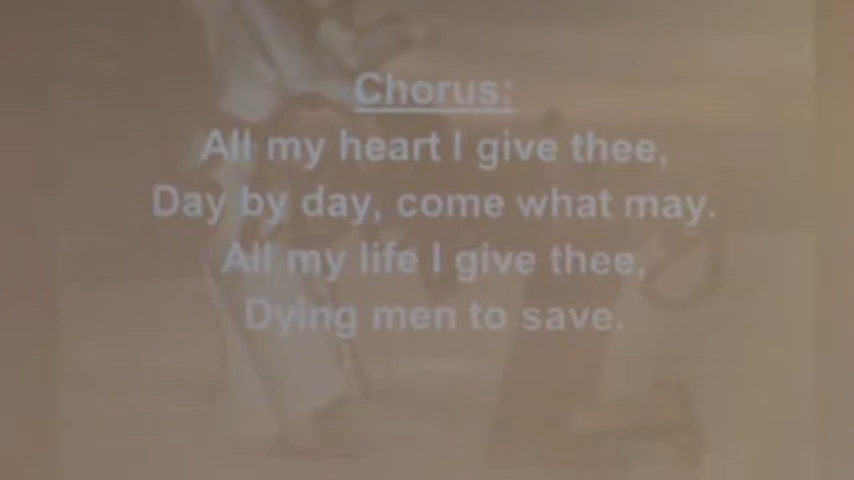 Chorus:
All my heart I give thee,
Day by day, come what may.
All my life I give thee,
Dying men to save.